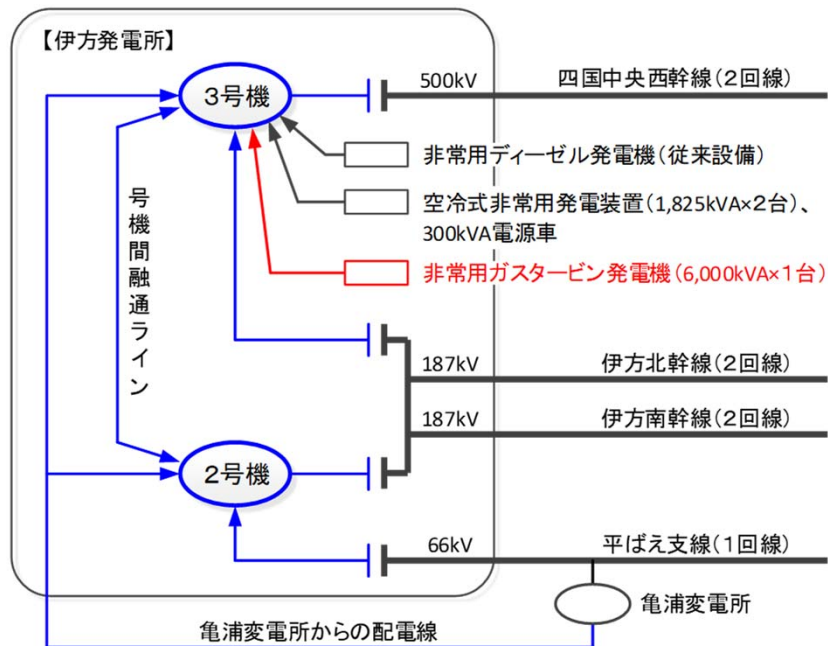 【伊方発電所】
3号機
500kV
四国中央西幹線(2回線)
非常用ディーゼル発電機(従来設備)
空冷式非常用発電装置(1,825kVA×2台)、
300kVA電源車
非常用ガスタービン発電機(6,000kVA×1台)
号機間融通ライン
187kV
伊方北幹線(2回線)
187kV
伊方南幹線(2回線)
2号機
66kV
平ばえ支線(1回線)
亀浦変電所
亀浦変電所からの配電線